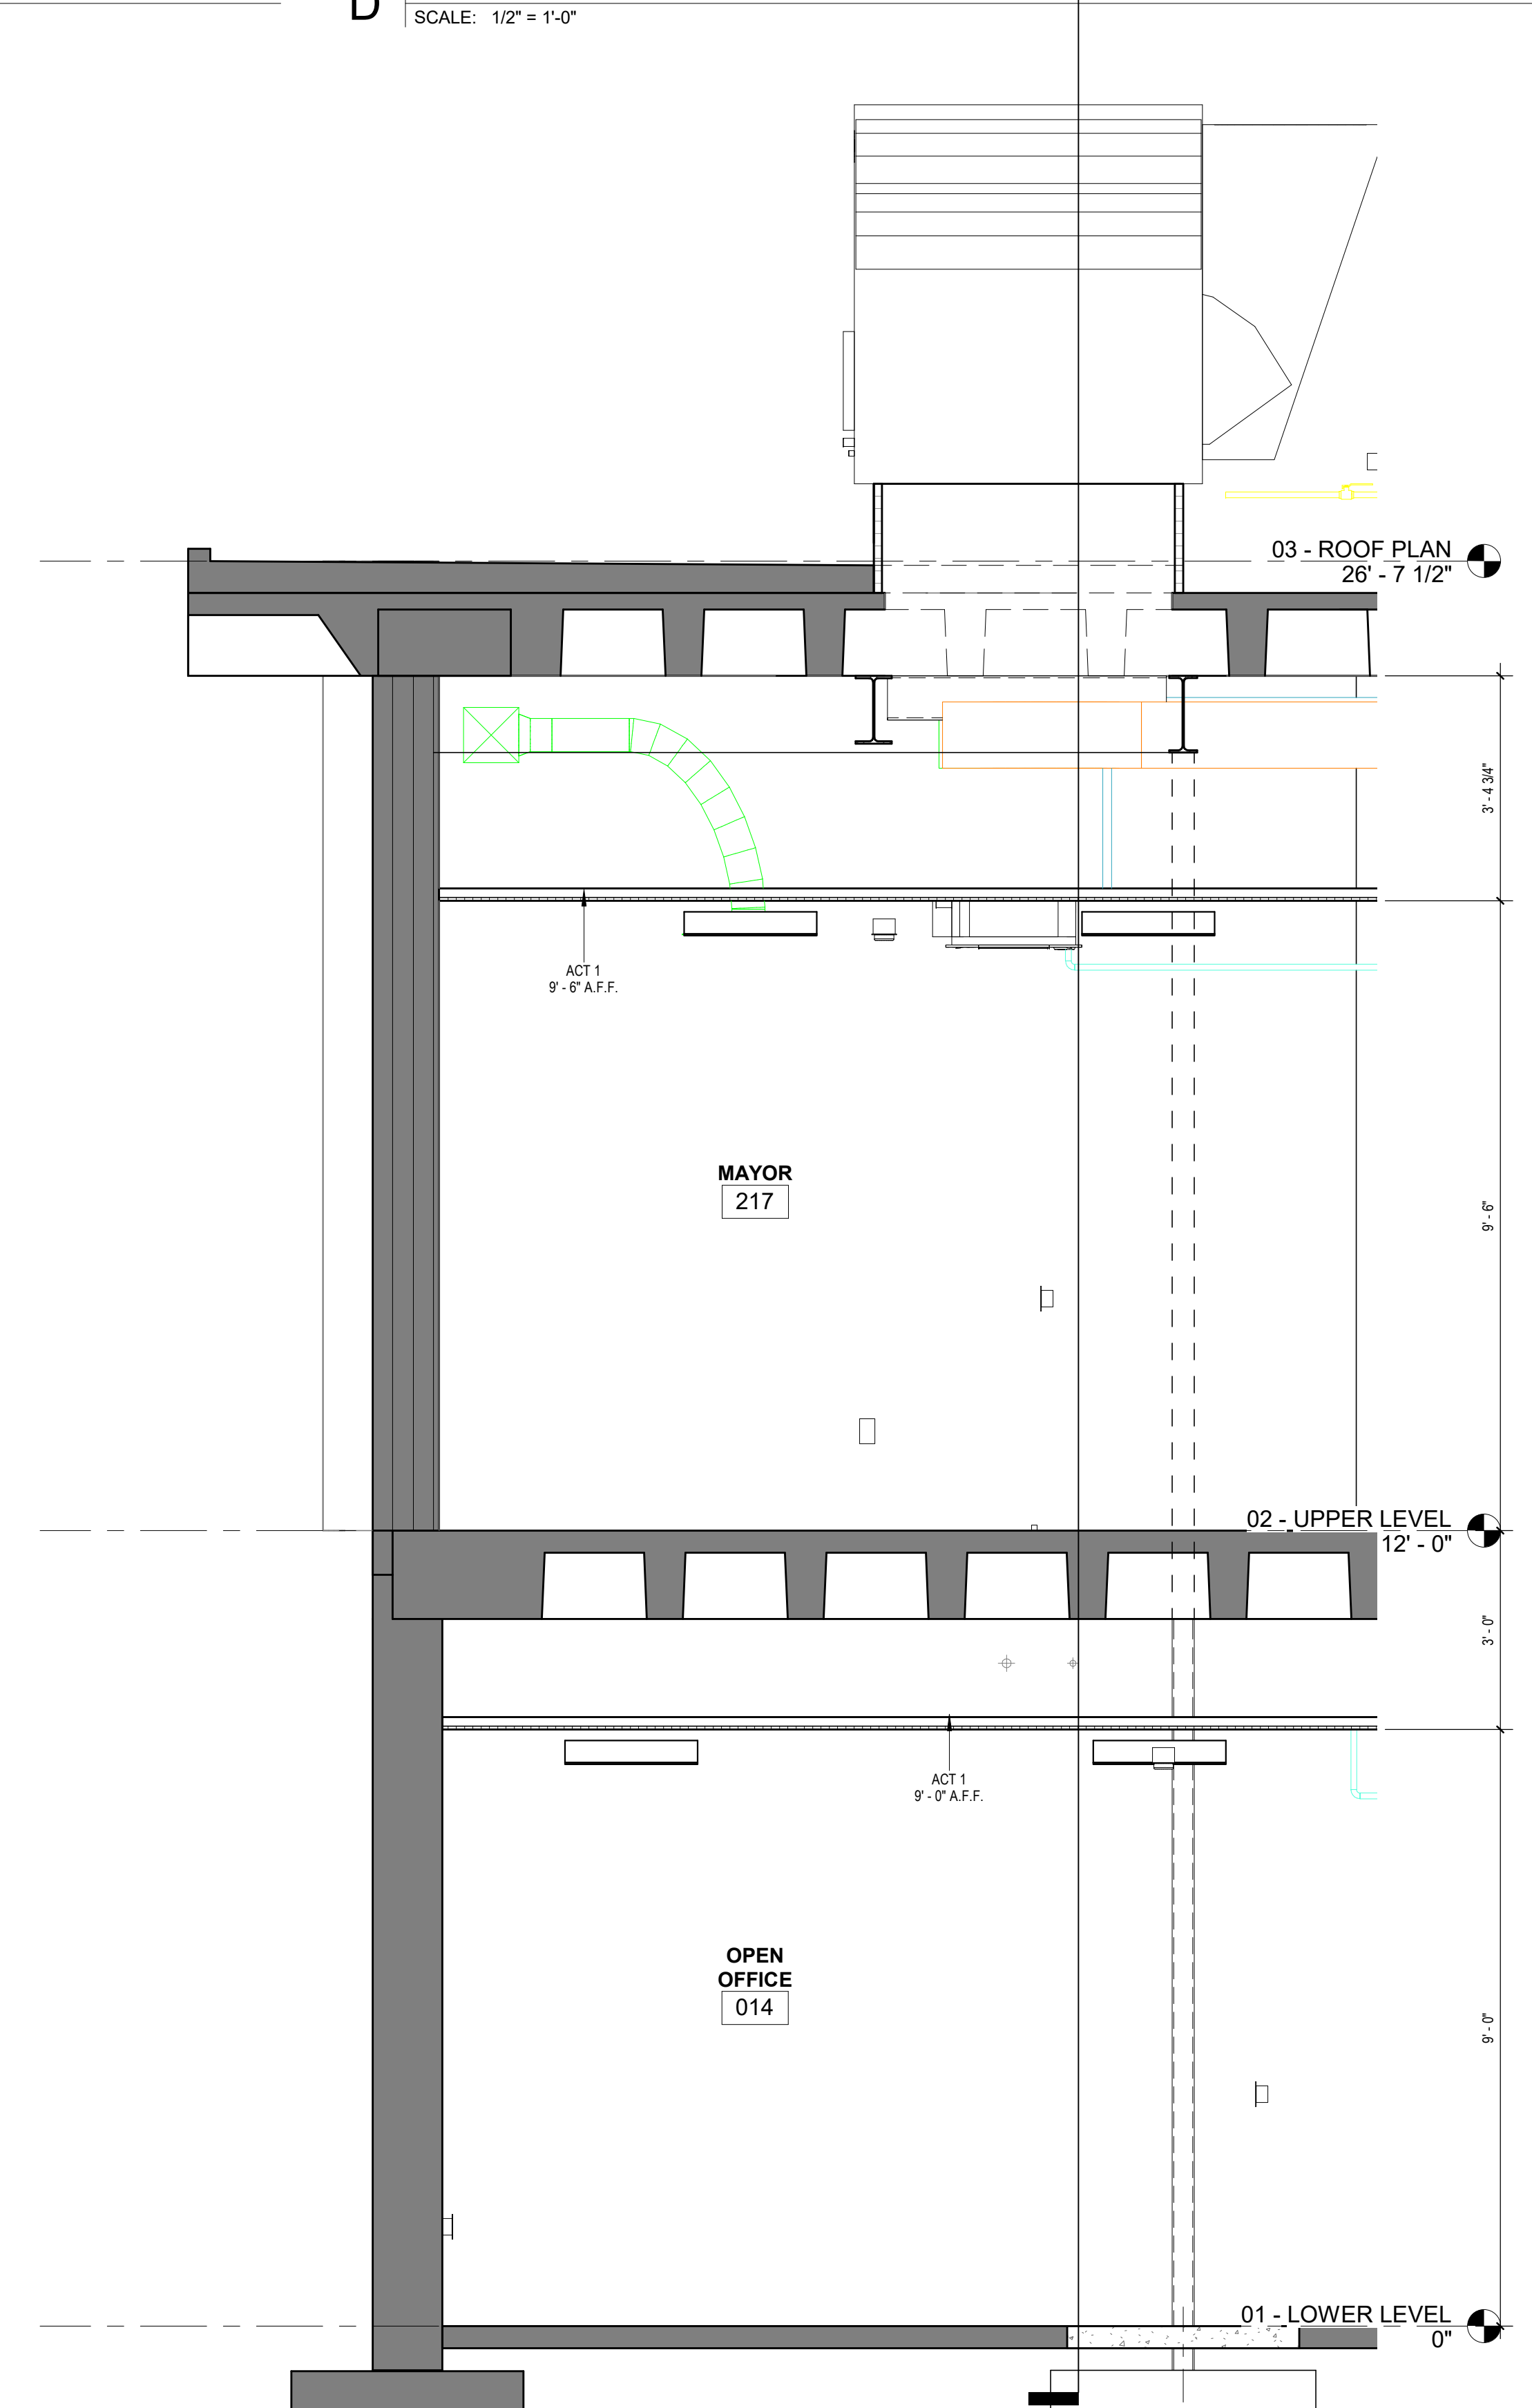 D
SCALE: 1/2" = 1'-0"
03 - ROOF PLAN
26' - 7 1/2"
3' - 4 3/4"
ACT 1
9' - 6" A.F.F.
MAYOR
217
9' - 6"
02 - UPPER LEVEL
12' - 0"
3' - 0"
ACT 1
9' - 0" A.F.F.
OPEN
OFFICE
014
9' - 0"
01 - LOWER LEVEL
0"